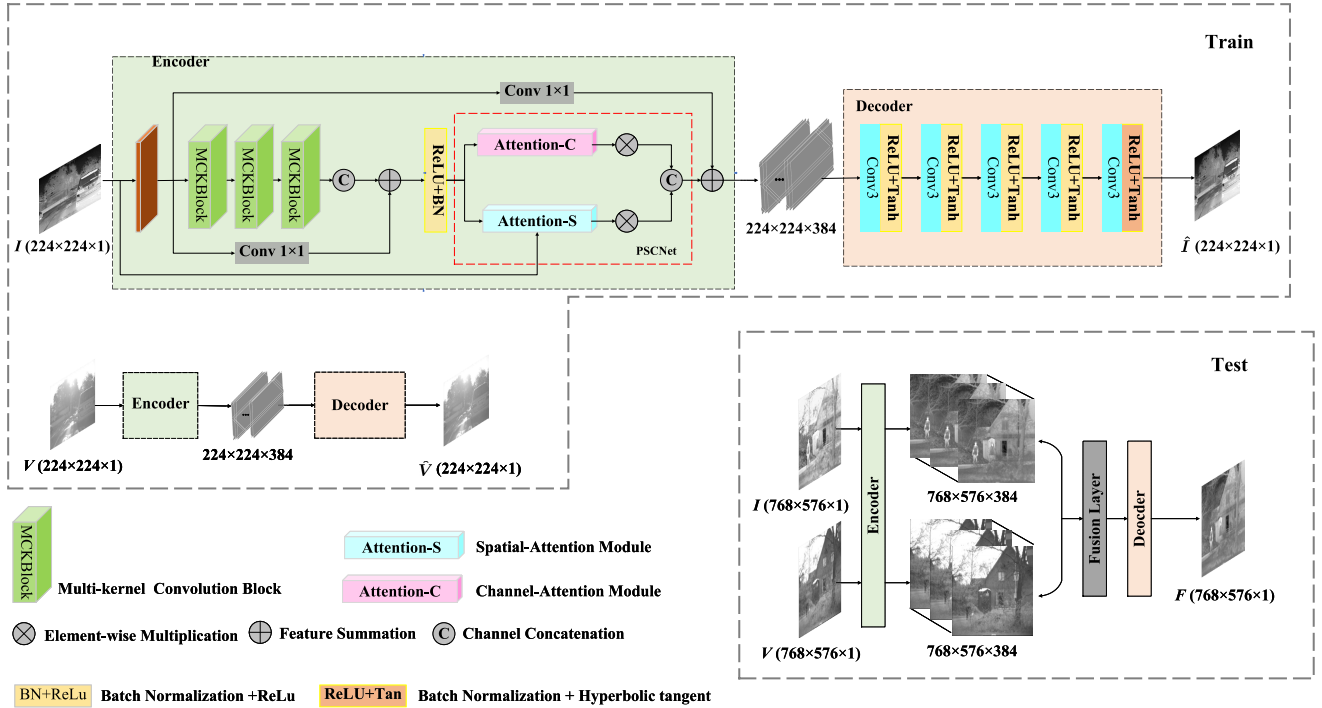 Train
Encoder
Conv 1×1
Decoder
MCKBlock
MCKBlock
MCKBlock
C
ReLU+BN
Attention-C
C
Attention-S
PSCNet
Conv 1×1
...
Conv3
ReLU+Tanh
Conv3
ReLU+Tanh
Conv3
ReLU+Tanh
Conv3
ReLU+Tanh
Conv3
ReLU+Tanh
I (224×224×1)
224×224×384
Î (224×224×1)
Encoder
...
Decoder
V (224×224×1)
224×224×384
V̂ (224×224×1)
Test
I (768×576×1)
Encoder
768×576×384
Fusion Layer
Deocder
F (768×576×1)
V (768×576×1)
768×576×384
MCKBlock
Multi-kernel Convolution Block
Attention-S
Spatial-Attention Module
Attention-C
Channel-Attention Module
Element-wise Multiplication
Feature Summation
C
Channel Concatenation
BN+ReLu
Batch Normalization +ReLu
ReLU+Tan
Batch Normalization + Hyperbolic tangent